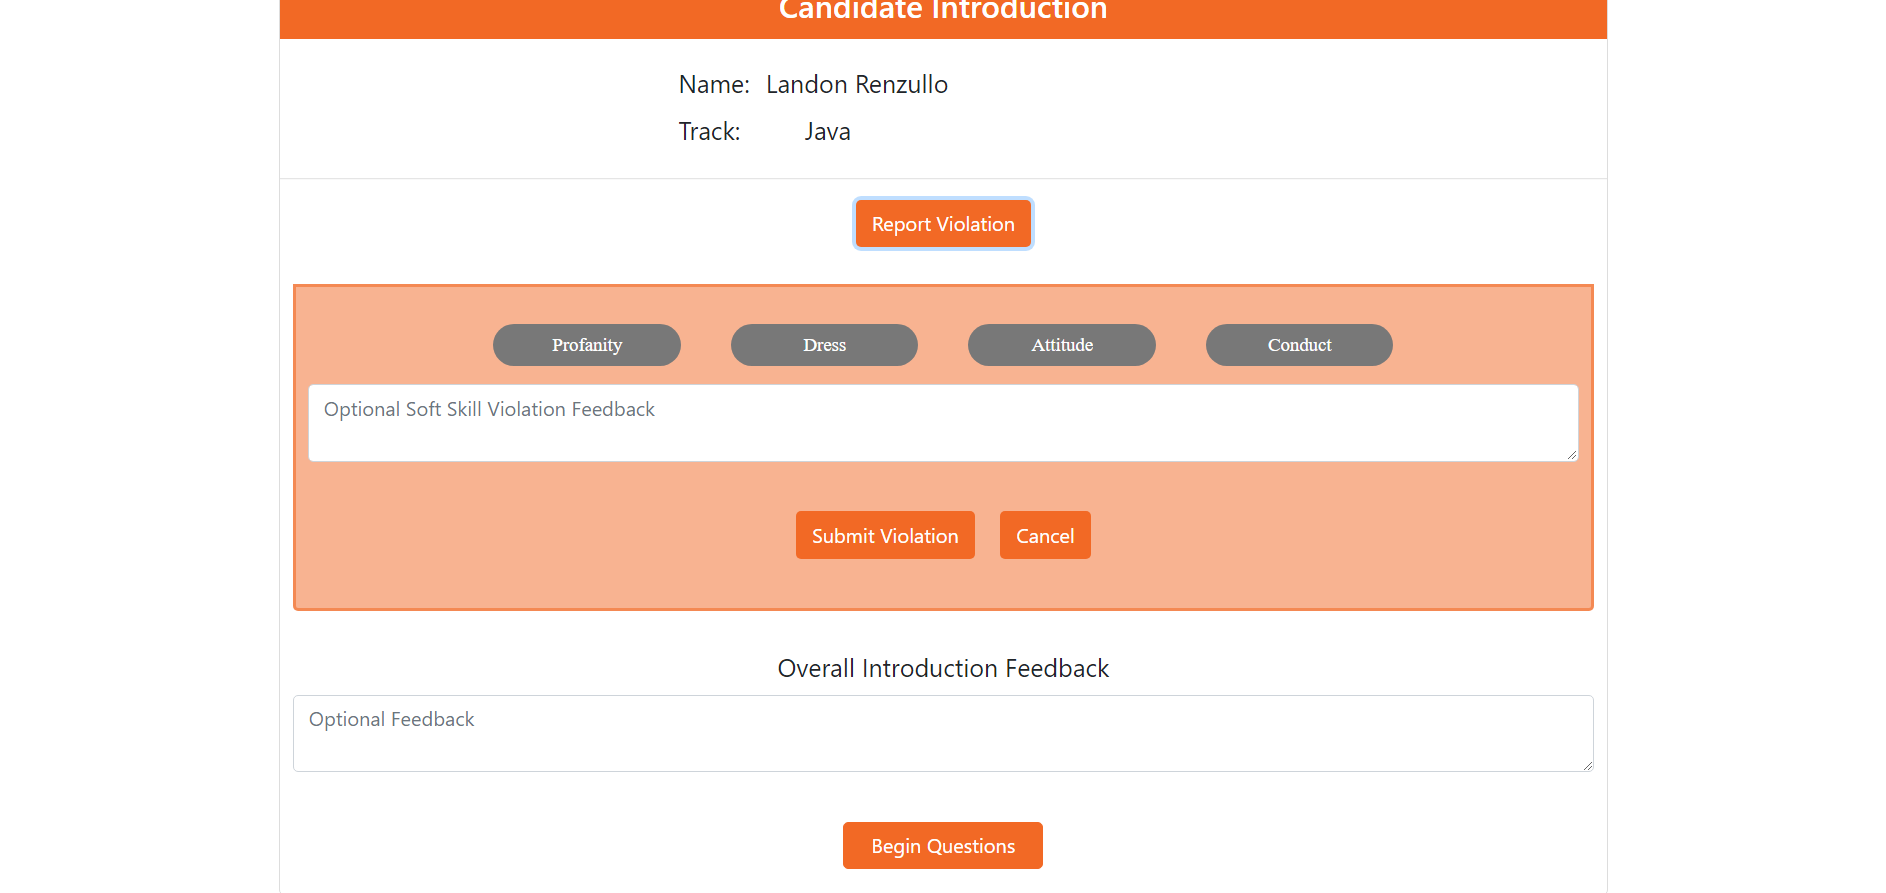 Candidate Introduction
Name: Landon Renzullo
Track: Java
Report Violation
Profanity Dress Attitude Conduct
Optional Soft Skill Violation Feedback
Submit Violation Cancel
Overall Introduction Feedback
Optional Feedback
Begin Questions